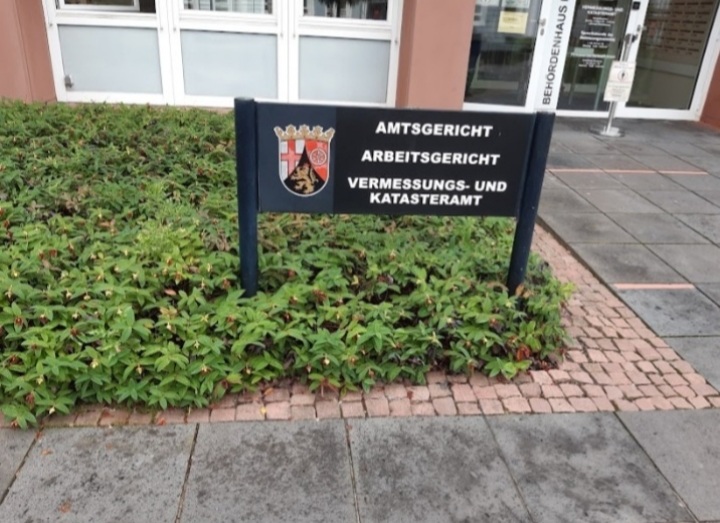 AMTSGERICHT
ARBEITSGERICHT
VERMESSUNGS- UND
KATASTERAMT
BEHÖRDENHAUS